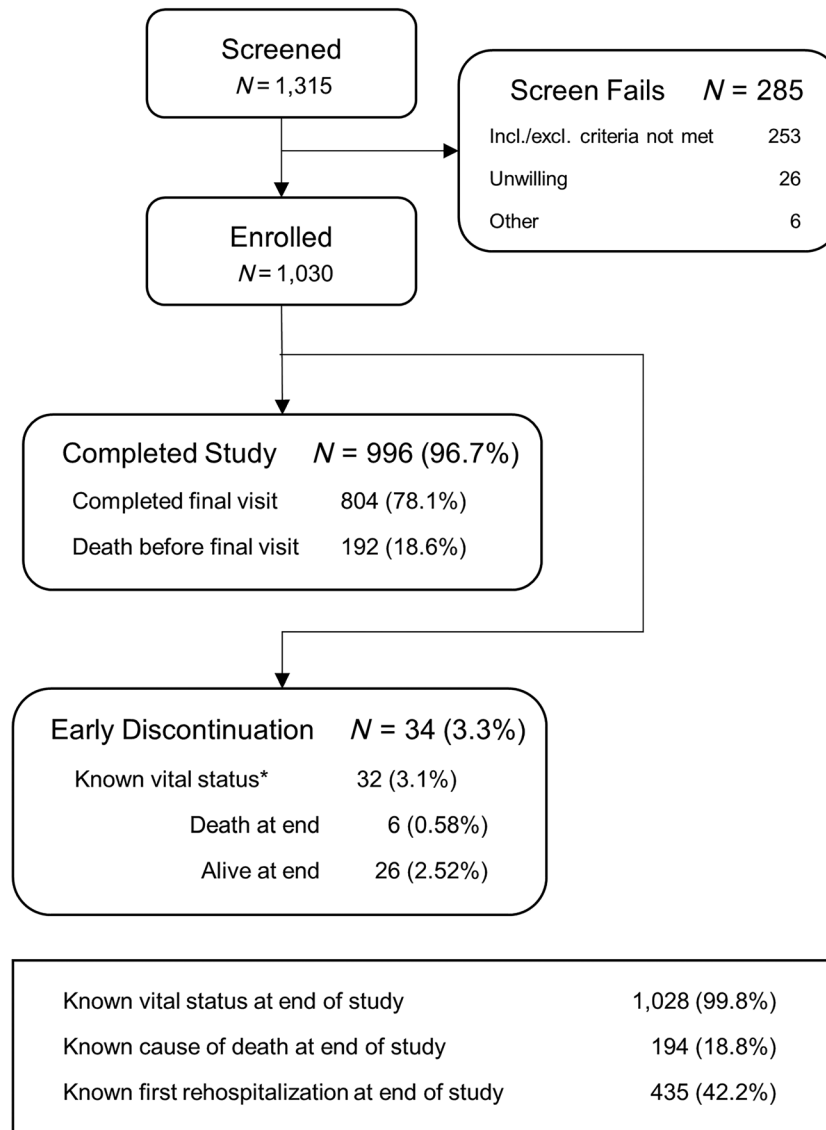 Screened
N = 1,315
Screen Fails N = 285
Incl./excl. criteria not met 253
Unwilling 26
Other 6
Enrolled
N = 1,030
Completed Study N = 996 (96.7%)
Completed final visit 804 (78.1%)
Death before final visit 192 (18.6%)
Early Discontinuation N = 34 (3.3%)
Known vital status* 32 (3.1%)
Death at end 6 (0.58%)
Alive at end 26 (2.52%)
Known vital status at end of study 1,028 (99.8%)
Known cause of death at end of study 194 (18.8%)
Known first rehospitalization at end of study 435 (42.2%)